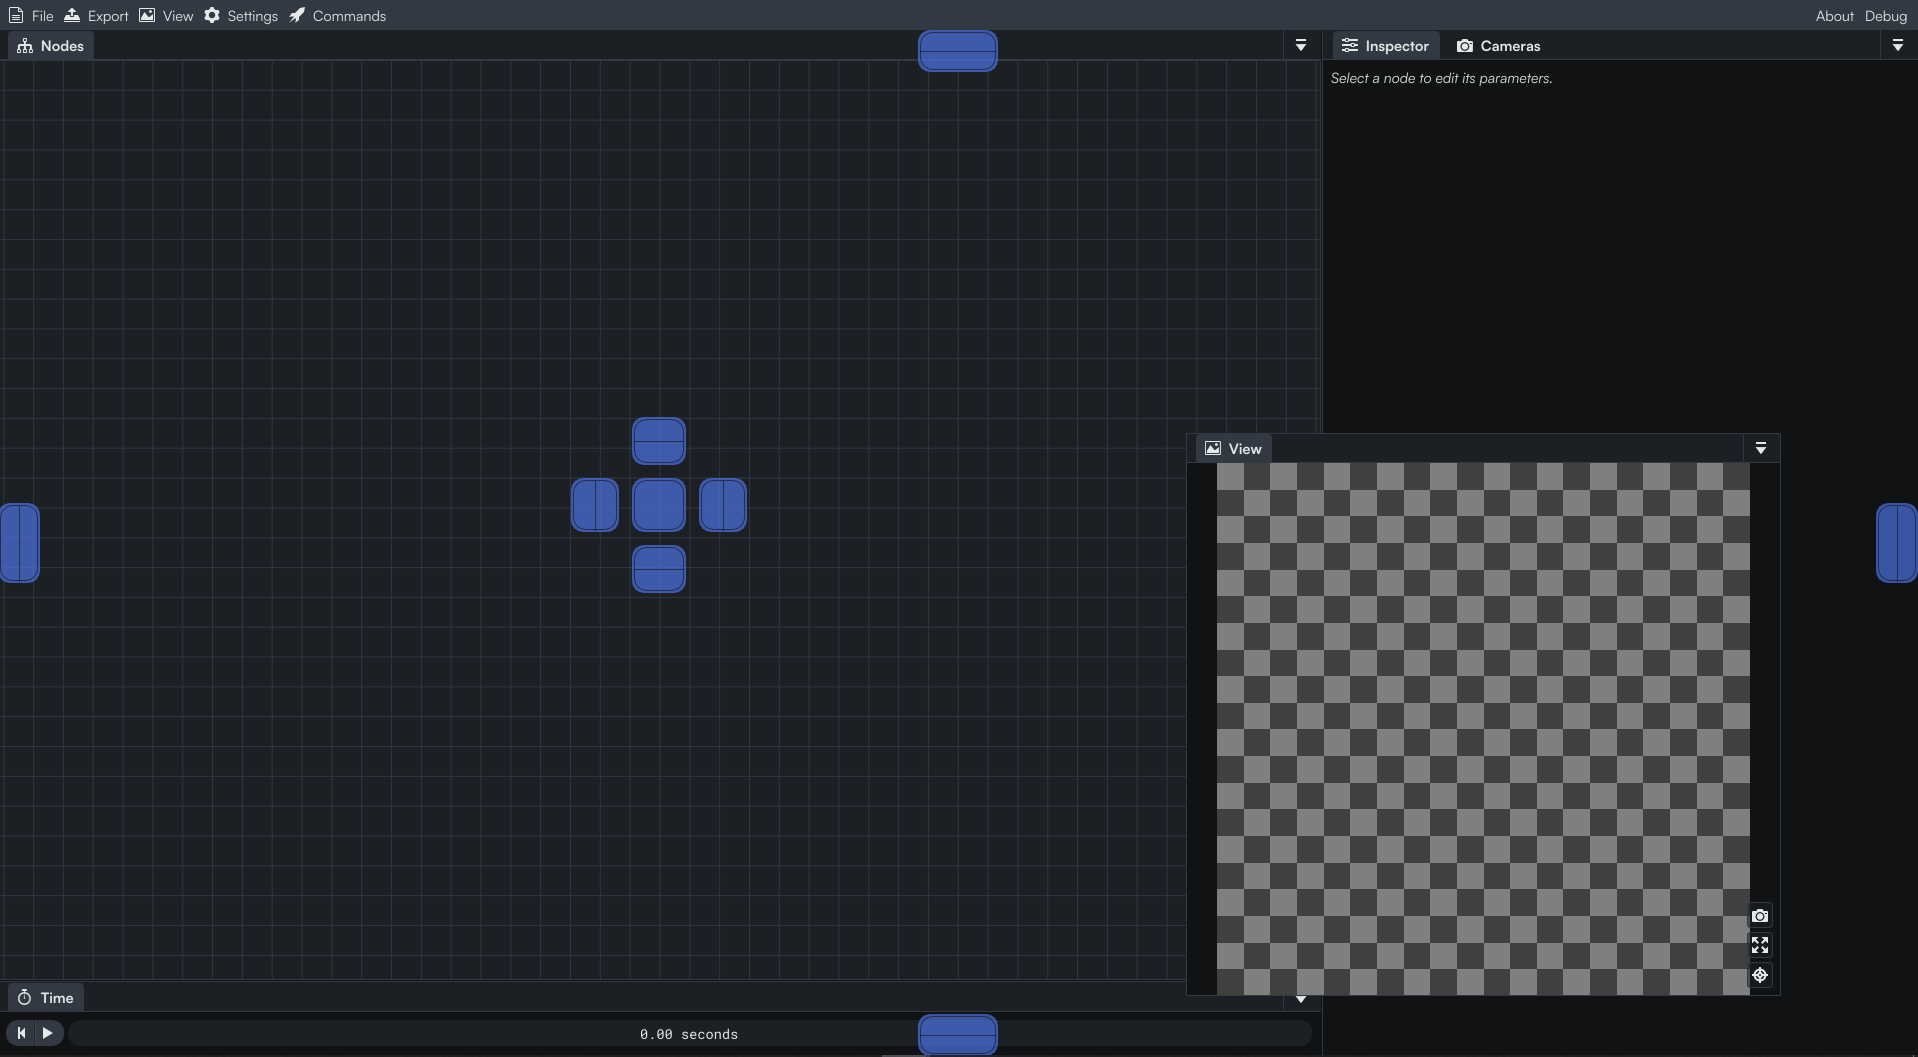 File Export View Settings Commands About Debug
Nodes Inspector Cameras
Select a node to edit its parameters.
View
Time
0.00 seconds